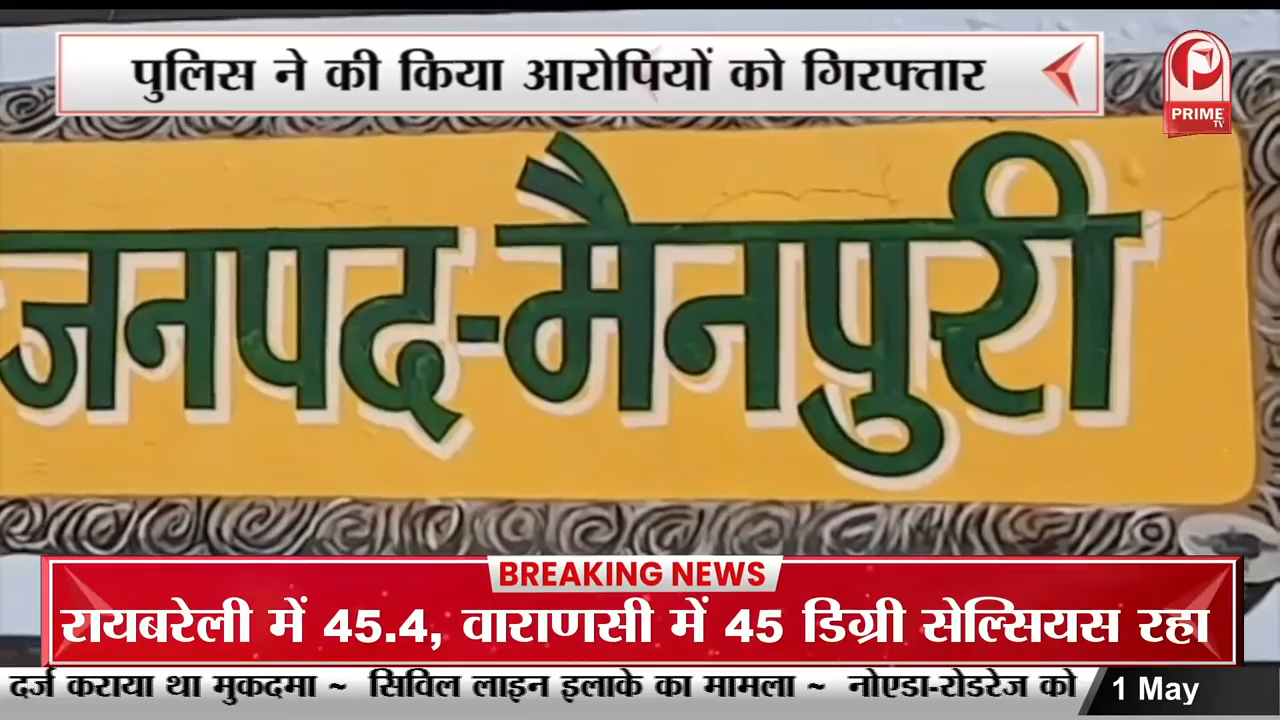 पुलिस ने की किया आरोपियों को गिरफ्तार
PRIME
TV
जनपद-मैनपुरी
BREAKING NEWS
रायबरेली में 45.4, वाराणसी में 45 डिग्री सेल्सियस रहा
दर्ज कराया था मुकदमा ~ सिविल लाइन इलाके का मामला ~ नोएडा-रोडरेज को
1 May